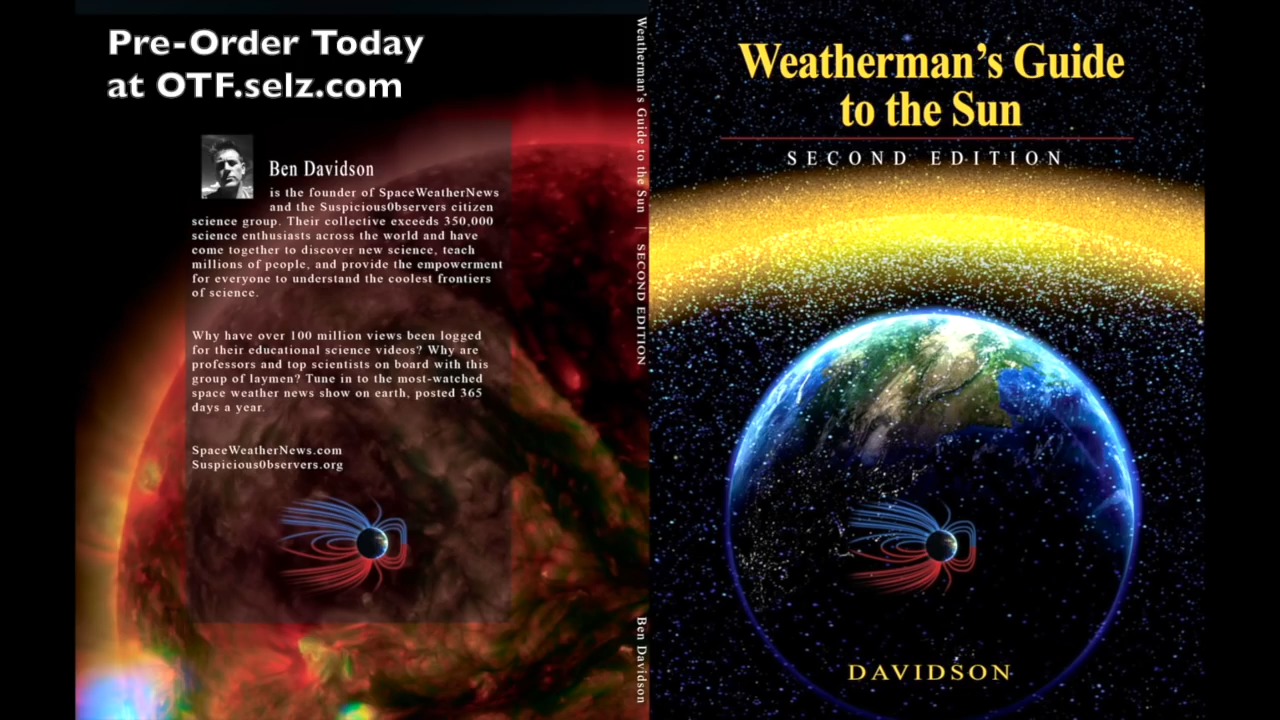 Pre-Order Today
at OTF.selz.com
Ben Davidson
is the founder of SpaceWeatherNews
and the Suspicious0bservers citizen
science group. Their collective exceeds 350,000
science enthusiasts across the world and have
come together to discover new science, teach
millions of people, and provide the empowerment
for everyone to understand the coolest frontiers
of science.
Why have over 100 million views been logged
for their educational science videos? Why are
professors and top scientists on board with this
group of laymen? Tune in to the most-watched
space weather news show on earth, posted 365
days a year.
SpaceWeatherNews.com
Suspicious0bservers.org
Weatherman's Guide to the Sun | SECOND EDITION
Ben Davidson
Weatherman's Guide
to the Sun
SECOND EDITION
DAVIDSON